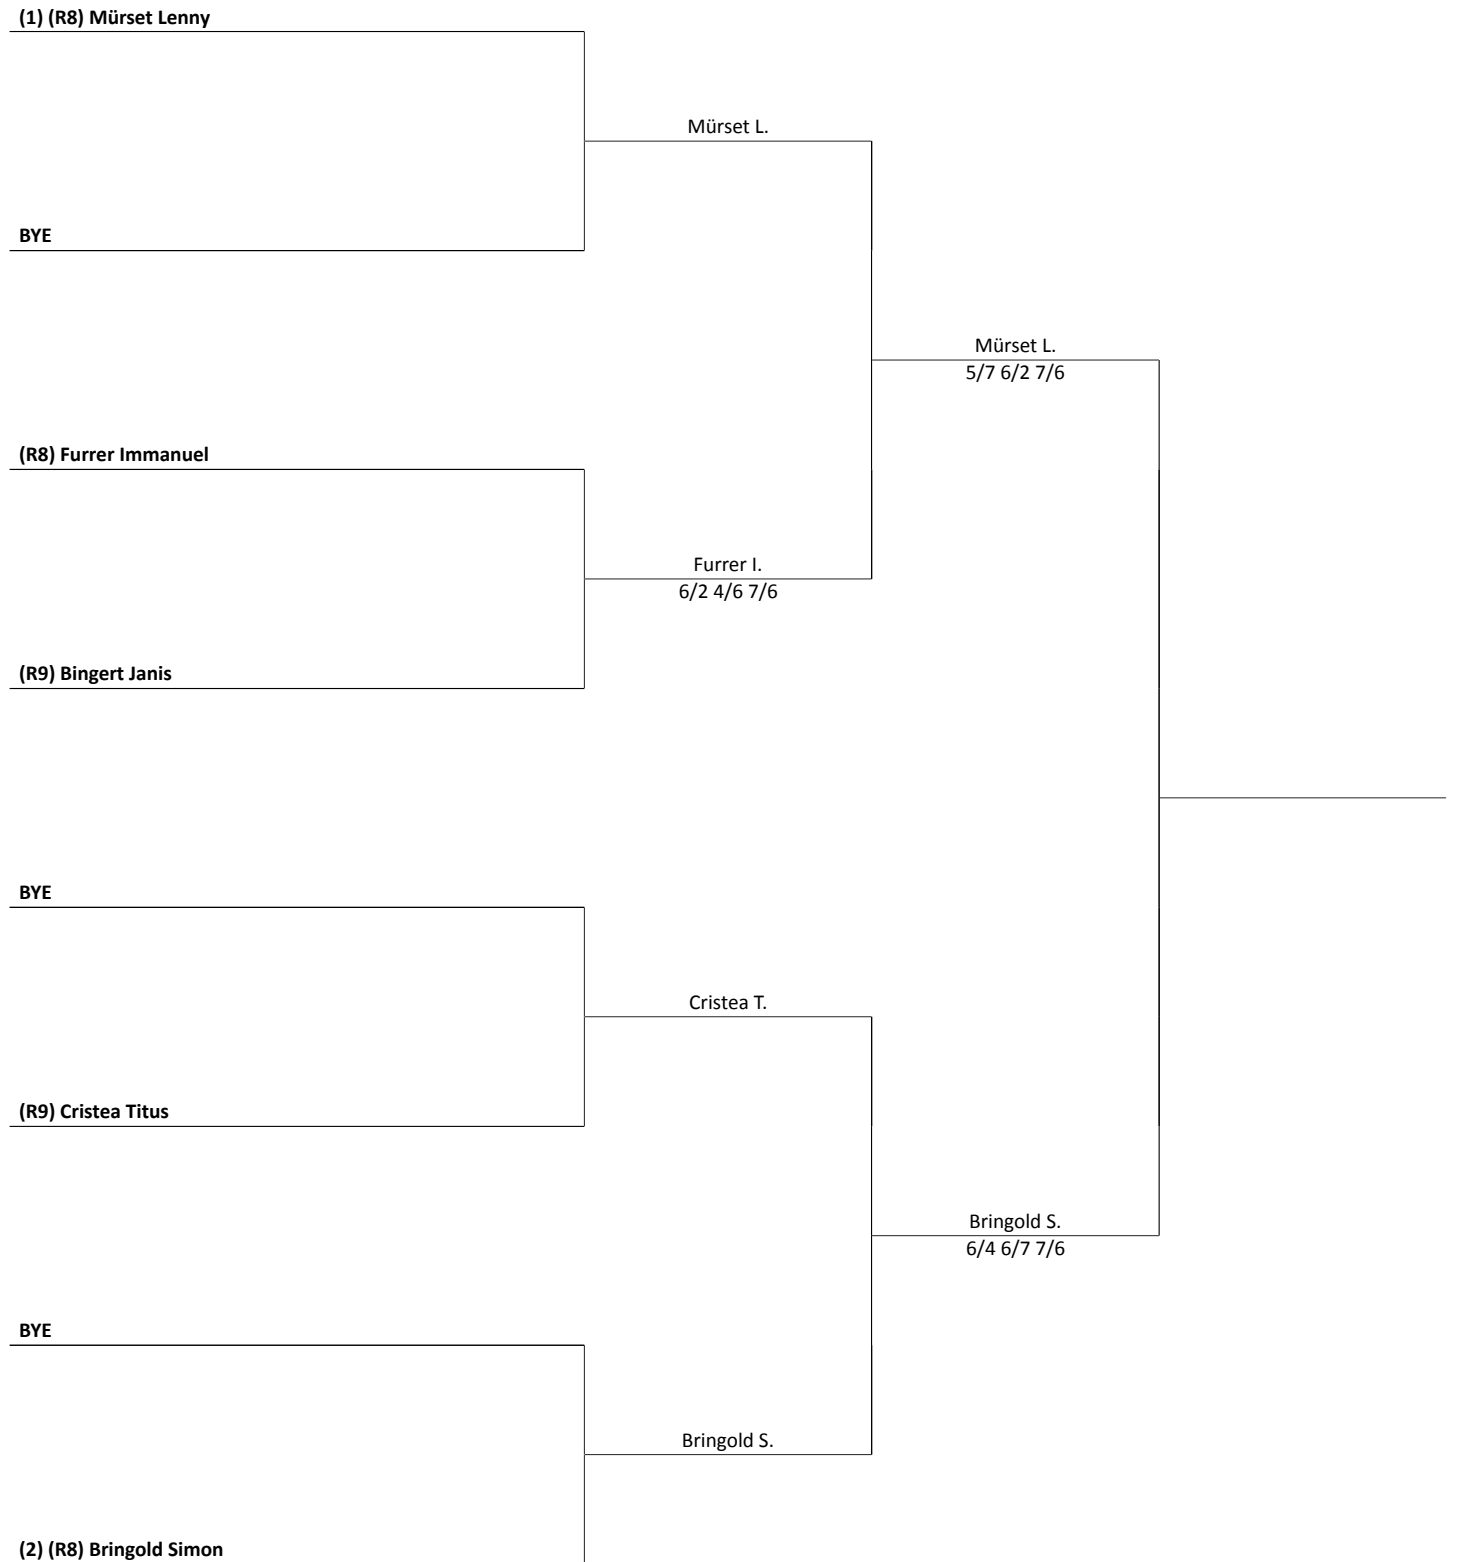 (1) (R8) Mürset Lenny
Mürset L.
BYE
Mürset L.
5/7 6/2 7/6
(R8) Furrer Immanuel
Furrer I.
6/2 4/6 7/6
(R9) Bingert Janis
BYE
Cristea T.
(R9) Cristea Titus
Bringold S.
6/4 6/7 7/6
BYE
Bringold S.
(2) (R8) Bringold Simon